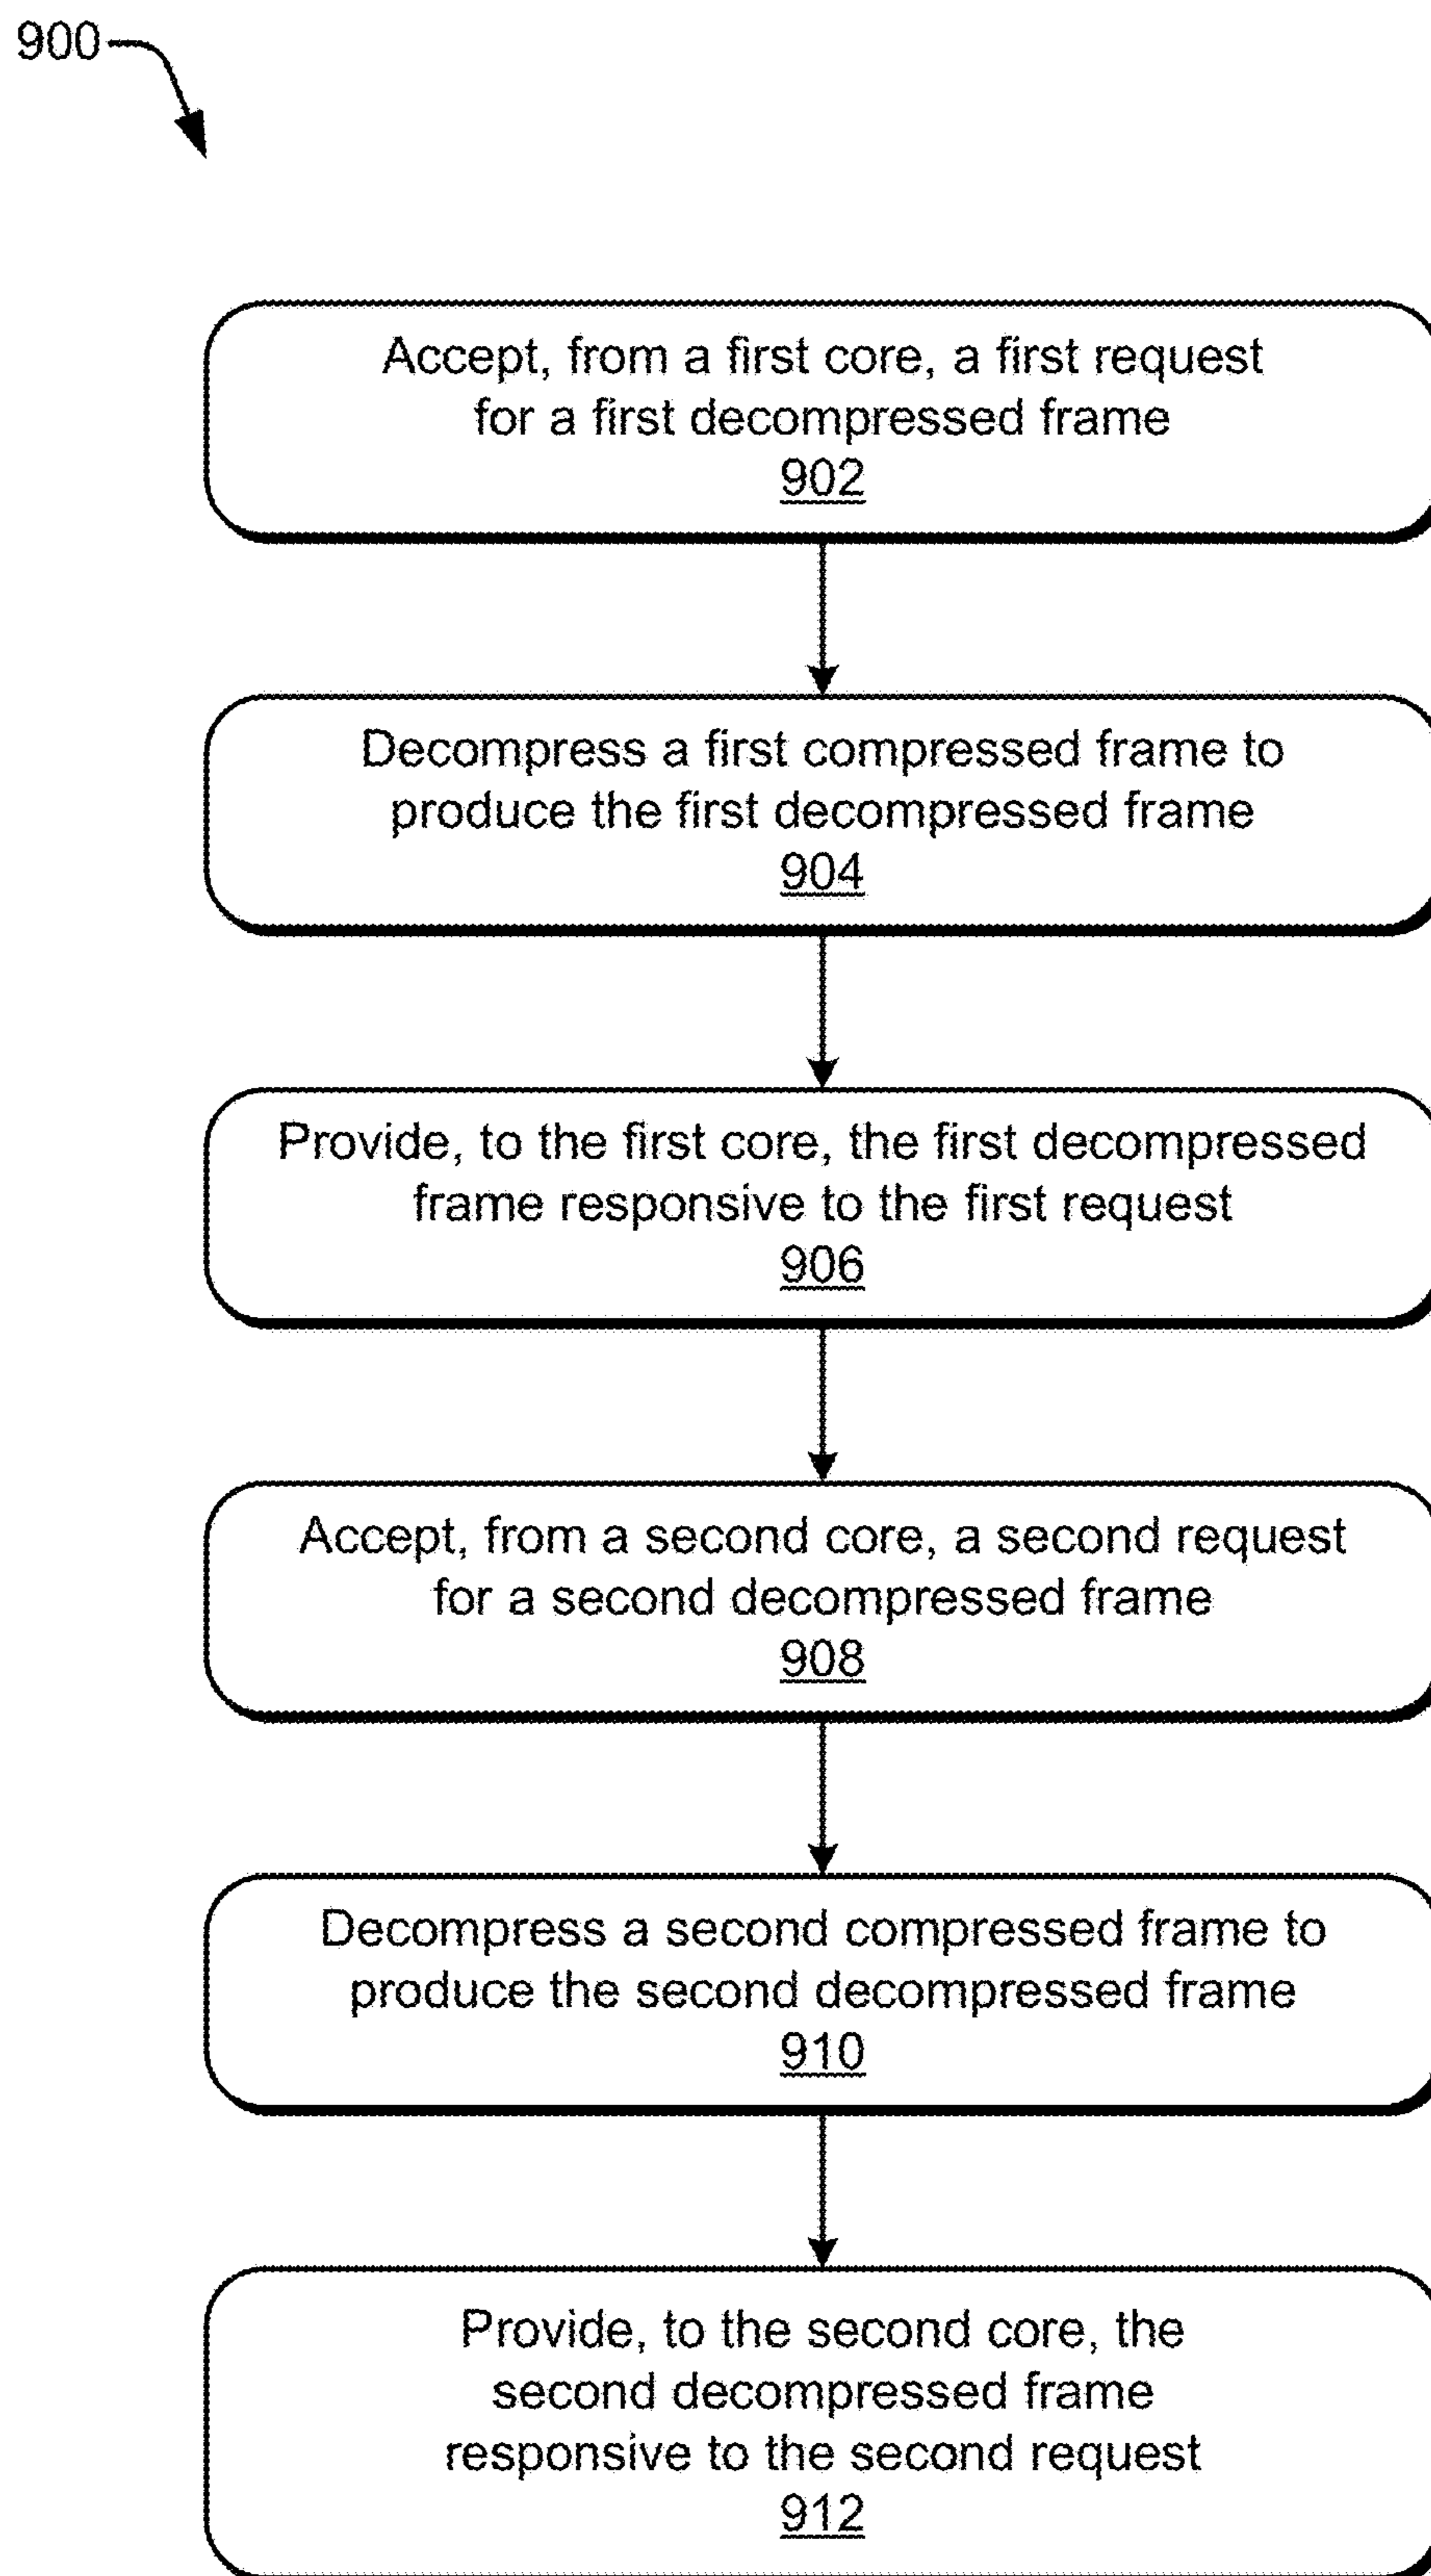 900
Accept, from a first core, a first request
for a first decompressed frame
902
Decompress a first compressed frame to
produce the first decompressed frame
904
Provide, to the first core, the first decompressed
frame responsive to the first request
906
Accept, from a second core, a second request
for a second decompressed frame
908
Decompress a second compressed frame to
produce the second decompressed frame
910
Provide, to the second core, the
second decompressed frame
responsive to the second request
912